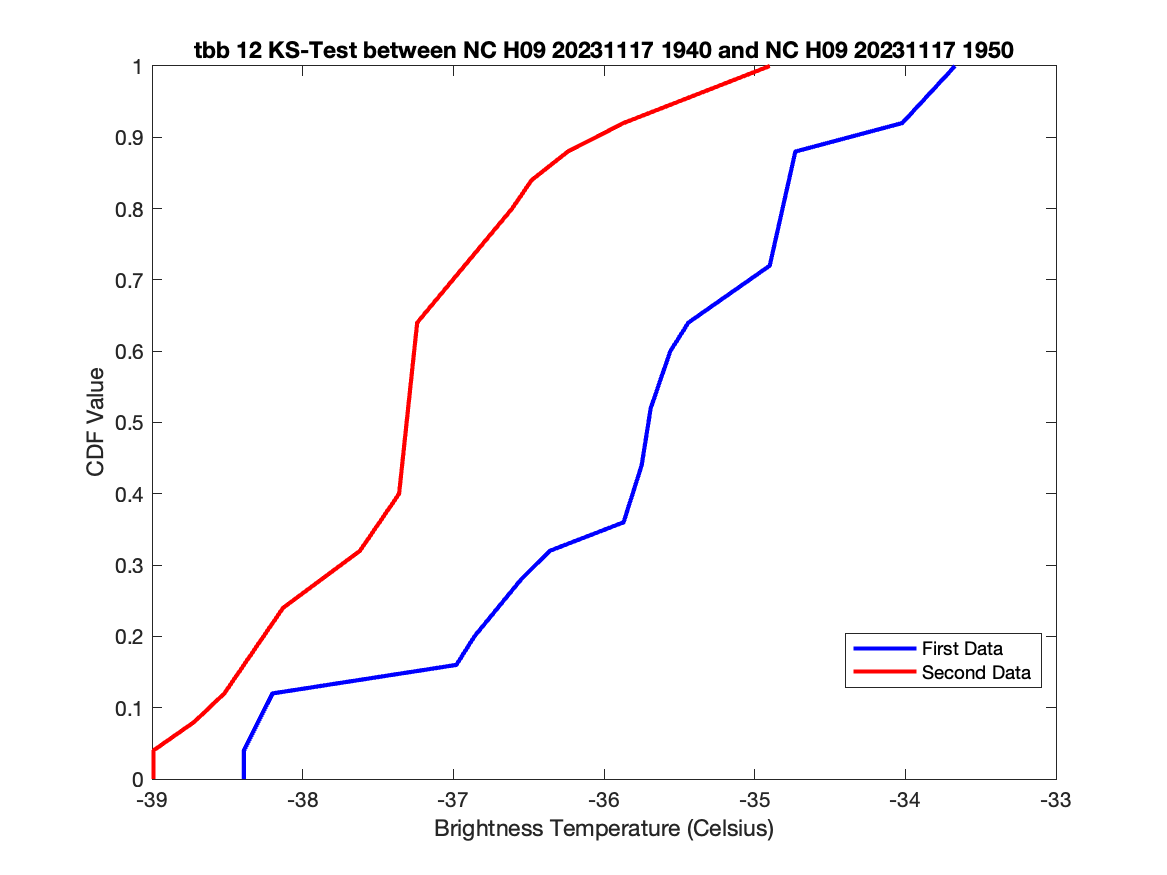 tbb 12 KS-Test between NC H09 20231117 1940 and NC H09 20231117 1950
1
0.9
0.8
0.7
0.6
0.5
0.4
0.3
0.2
0.1
0
CDF Value
First Data
Second Data
-39 -38 -37 -36 -35 -34 -33
Brightness Temperature (Celsius)